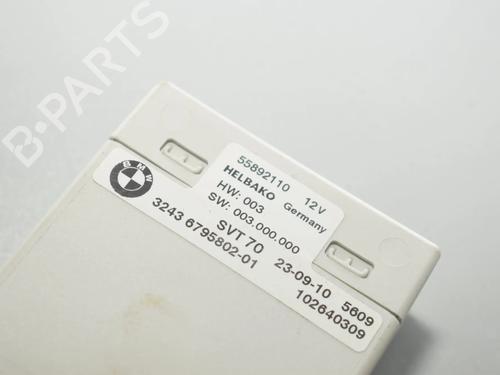 B-PARTS
BMW
55892110 12V
HELBAKO Germany
HW: 003
SW: 003.000.000
SVT 70 23-09-10 5609
3243 6795802-01 102640309